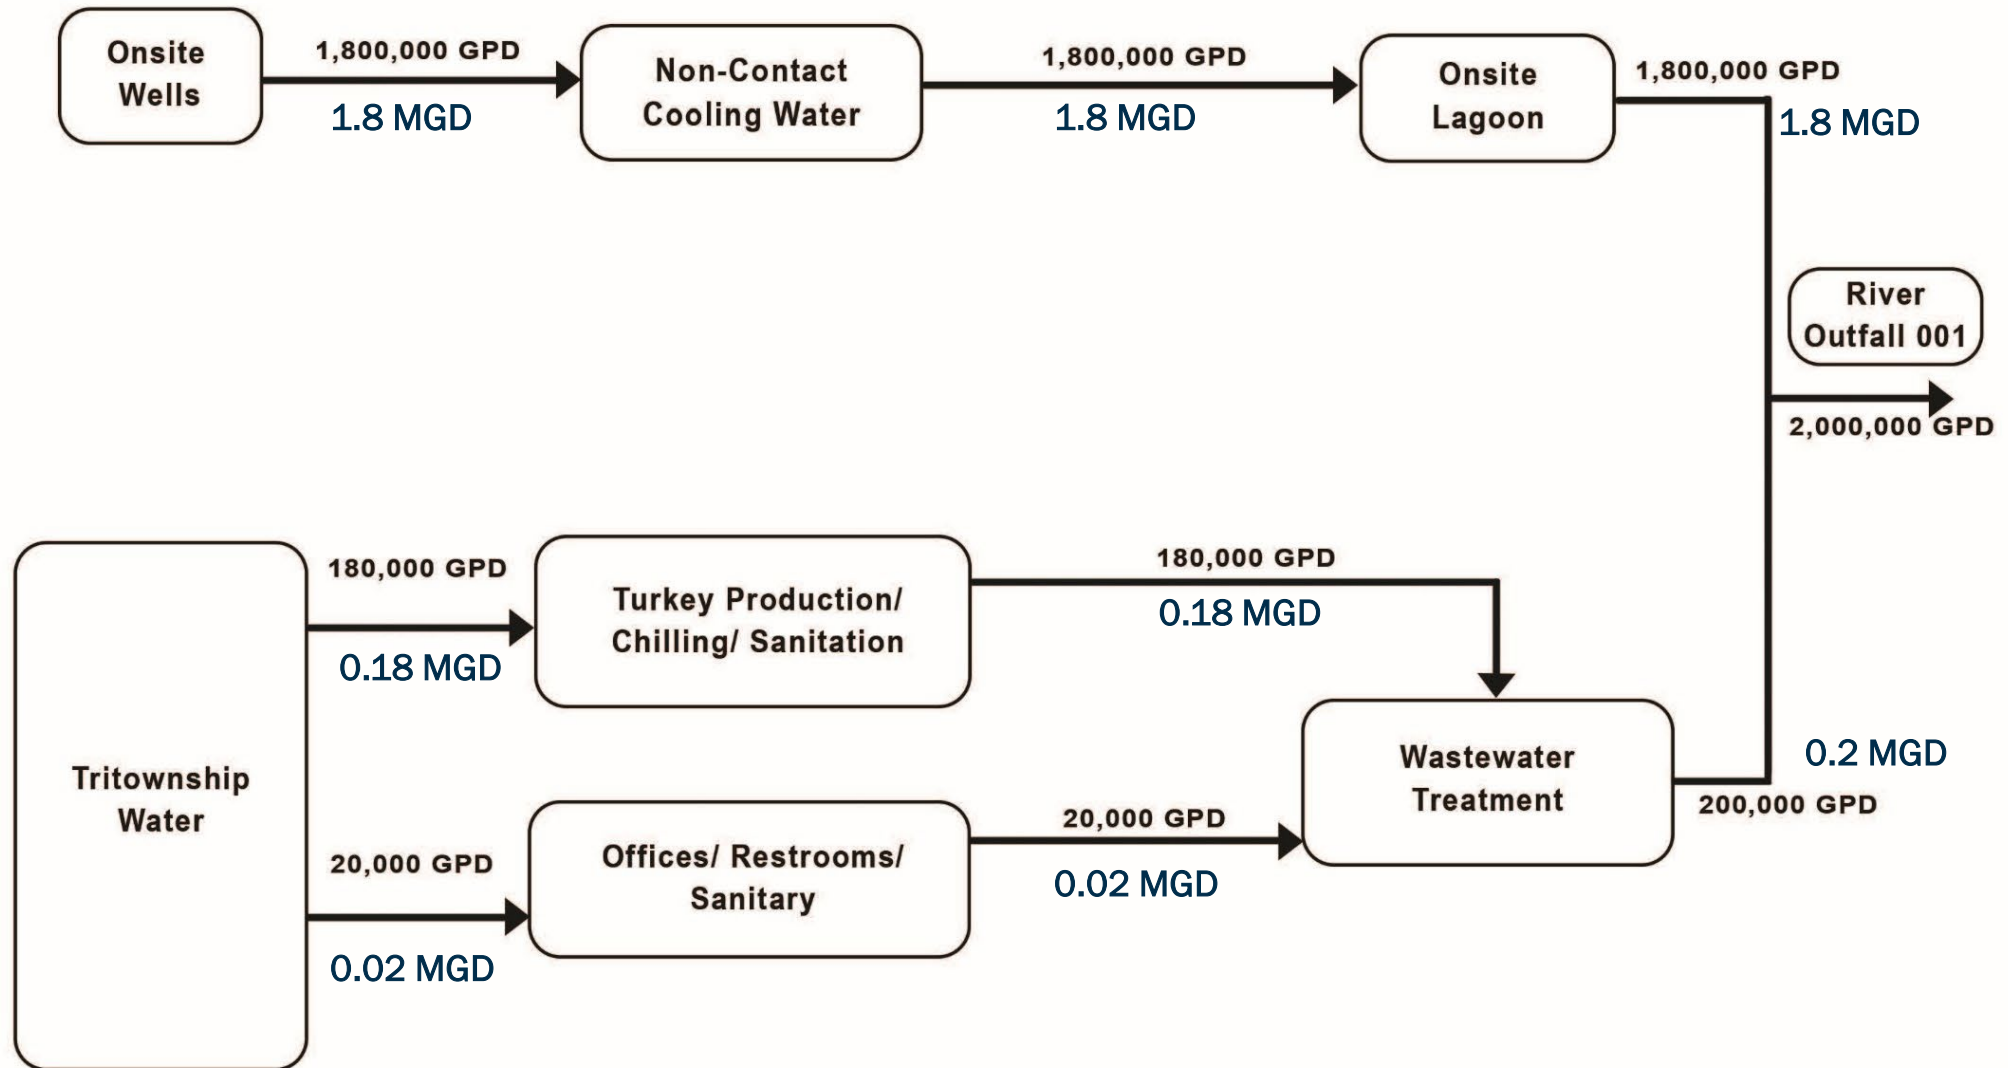 Onsite
Wells
1,800,000 GPD
1.8 MGD
Non-Contact
Cooling Water
1,800,000 GPD
1.8 MGD
Onsite
Lagoon
1,800,000 GPD
1.8 MGD
River
Outfall 001
2,000,000 GPD
Tritownship
Water
180,000 GPD
0.18 MGD
Turkey Production/
Chilling/ Sanitation
180,000 GPD
0.18 MGD
20,000 GPD
0.02 MGD
Offices/ Restrooms/
Sanitary
20,000 GPD
0.02 MGD
Wastewater
Treatment
0.2 MGD
200,000 GPD